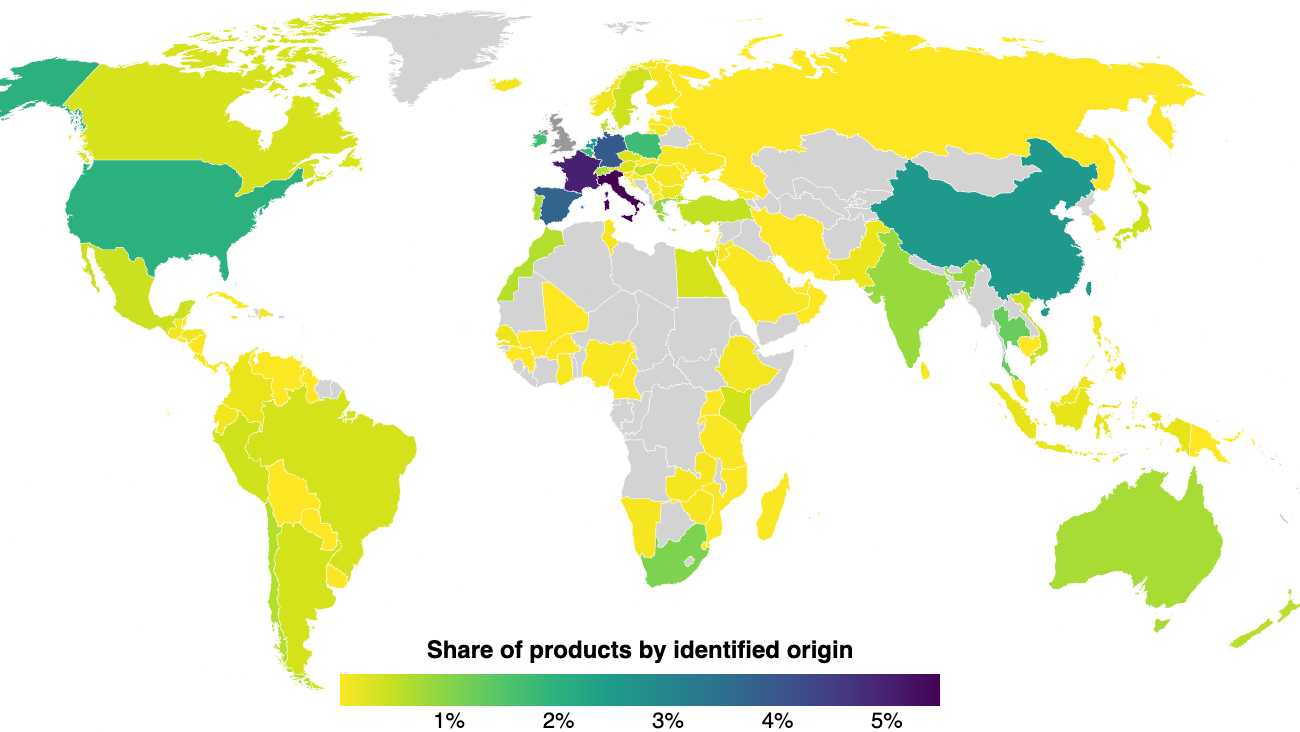 Share of products by identified origin
1% 2% 3% 4% 5%